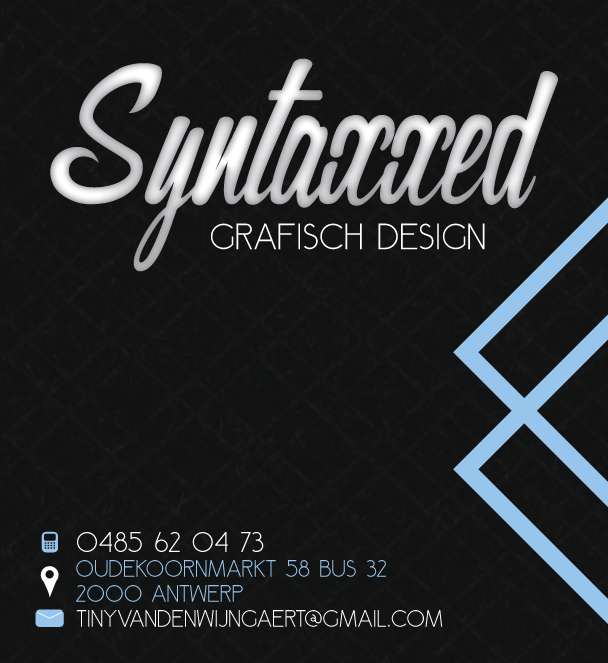 Syntaxxed
GRAFISCH DESIGN
0485 62 04 73
OUDEKOORNMARKT 58 BUS 32
2000 ANTWERP
TINYVANDENWIJNGAERT@GMAIL.COM